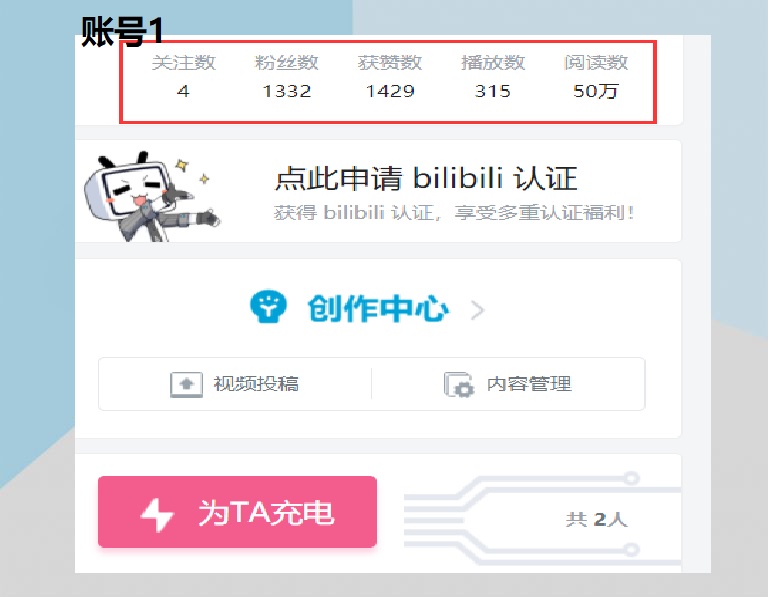 账号1
关注数 粉丝数 获赞数 播放数 阅读数
4 1332 1429 315 50万
点此申请 bilibili 认证
获得 bilibili 认证，享受多重认证福利！
创作中心
视频投稿 内容管理
为TA充电
共 2人